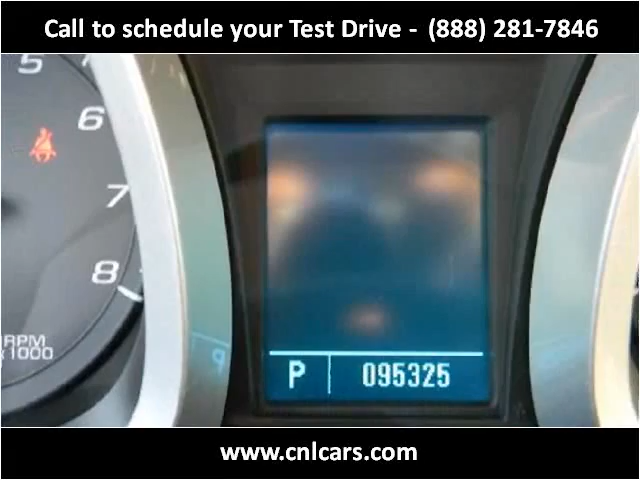 Call to schedule your Test Drive - (888) 281-7846
5
6
7
8
RPM
x1000
P 095325
www.cnlcars.com